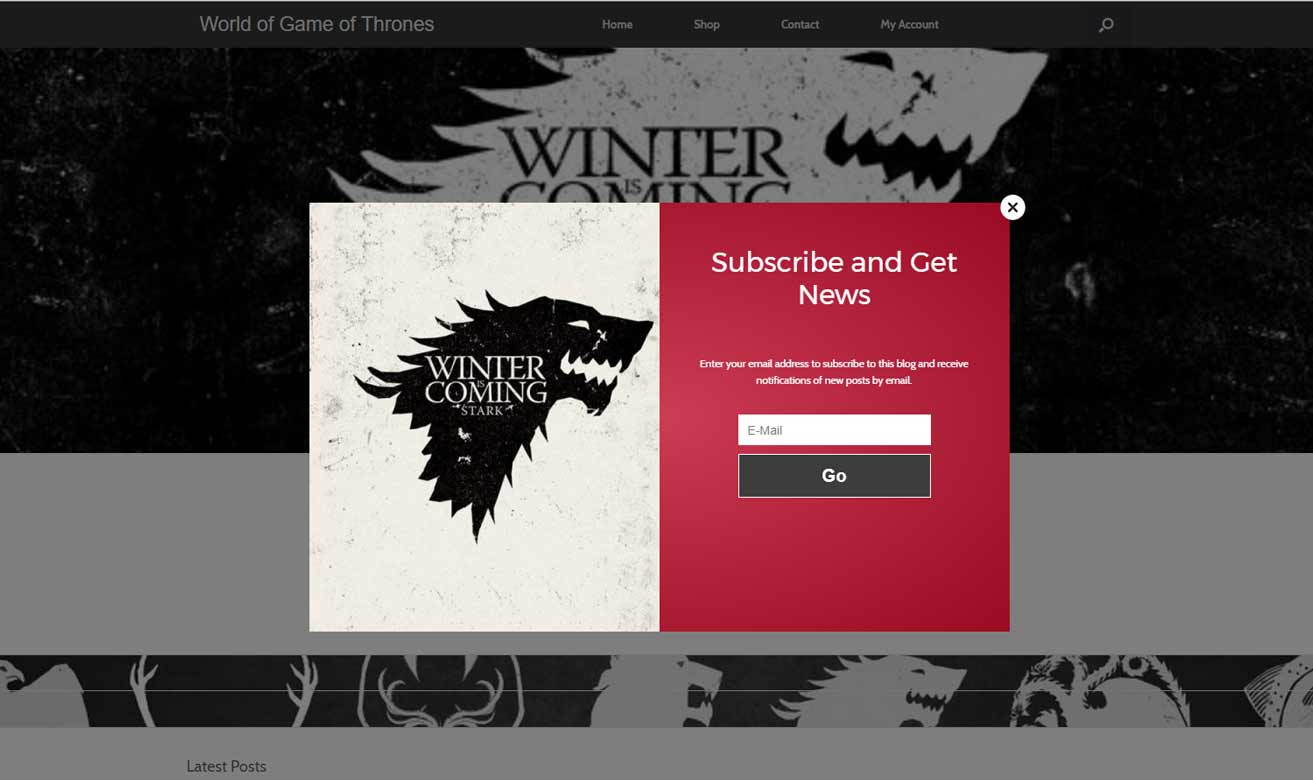 World of Game of Thrones
Home
Shop
Contact
My Account
WINTER
IS
COMING
Subscribe and Get
News
WINTER
IS
COMING
STARK
Enter your email address to subscribe to this blog and receive
notifications of new posts by email.
E-Mail
Go
Latest Posts